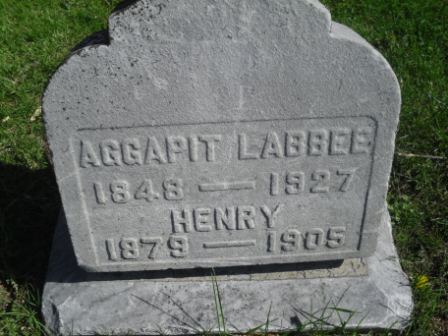 AGGAPIT LABBEE
1848 — 1927
HENRY
1879 — 1905